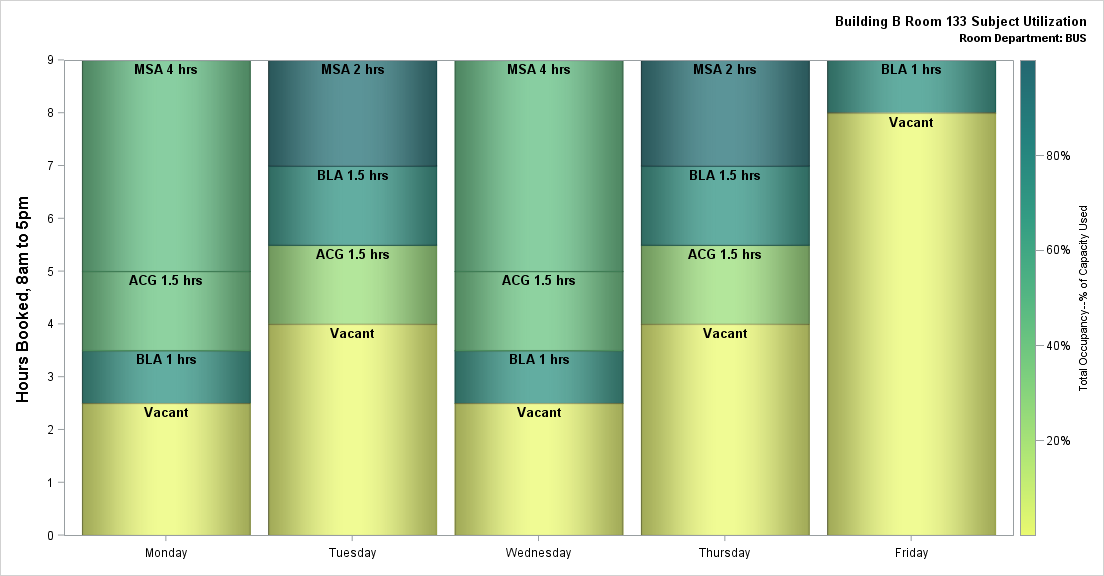 Building B Room 133 Subject Utilization
Room Department: BUS
Hours Booked, 8am to 5pm
9
8
7
6
5
4
3
2
1
0
MSA 4 hrs
ACG 1.5 hrs
BLA 1 hrs
Vacant
MSA 2 hrs
BLA 1.5 hrs
ACG 1.5 hrs
Vacant
MSA 4 hrs
ACG 1.5 hrs
BLA 1 hrs
Vacant
MSA 2 hrs
BLA 1.5 hrs
ACG 1.5 hrs
Vacant
BLA 1 hrs
Vacant
Monday
Tuesday
Wednesday
Thursday
Friday
80%
60%
40%
20%
Total Occupancy--% of Capacity Used